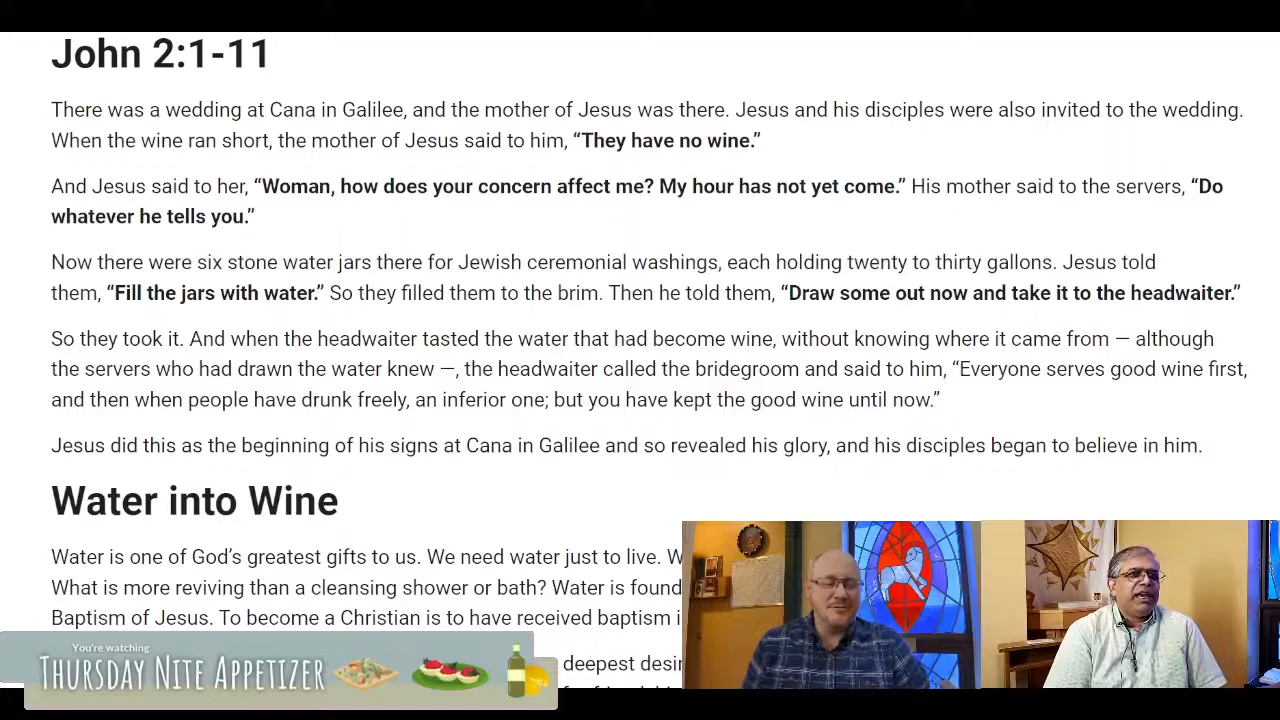 John 2:1-11
There was a wedding at Cana in Galilee, and the mother of Jesus was there. Jesus and his disciples were also invited to the wedding.
When the wine ran short, the mother of Jesus said to him, “They have no wine.”
And Jesus said to her, “Woman, how does your concern affect me? My hour has not yet come.” His mother said to the servers, “Do
whatever he tells you.”
Now there were six stone water jars there for Jewish ceremonial washings, each holding twenty to thirty gallons. Jesus told
them, “Fill the jars with water.” So they filled them to the brim. Then he told them, “Draw some out now and take it to the headwaiter.”
So they took it. And when the headwaiter tasted the water that had become wine, without knowing where it came from — although
the servers who had drawn the water knew —, the headwaiter called the bridegroom and said to him, “Everyone serves good wine first,
and then when people have drunk freely, an inferior one; but you have kept the good wine until now.”
Jesus did this as the beginning of his signs at Cana in Galilee and so revealed his glory, and his disciples began to believe in him.
Water into Wine
Water is one of God’s greatest gifts to us. We need water just to live.
What is more reviving than a cleansing shower or bath? Water is found
Baptism of Jesus. To become a Christian is to have received baptism
deepest
You’re watching
THURSDAY NITE APPETIZER